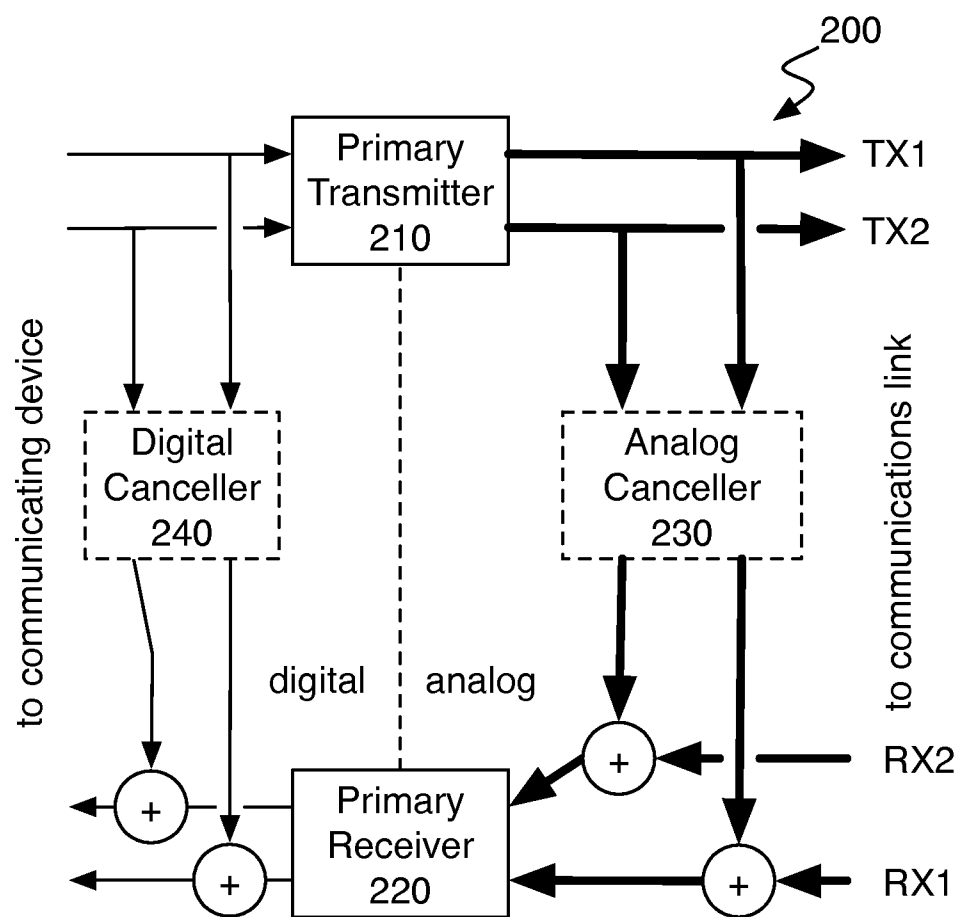 200
Primary
Transmitter
210
TX1
TX2
to communicating device
Digital
Canceller
240
Analog
Canceller
230
to communications link
digital
analog
+
RX2
+
Primary
Receiver
220
+
+
RX1